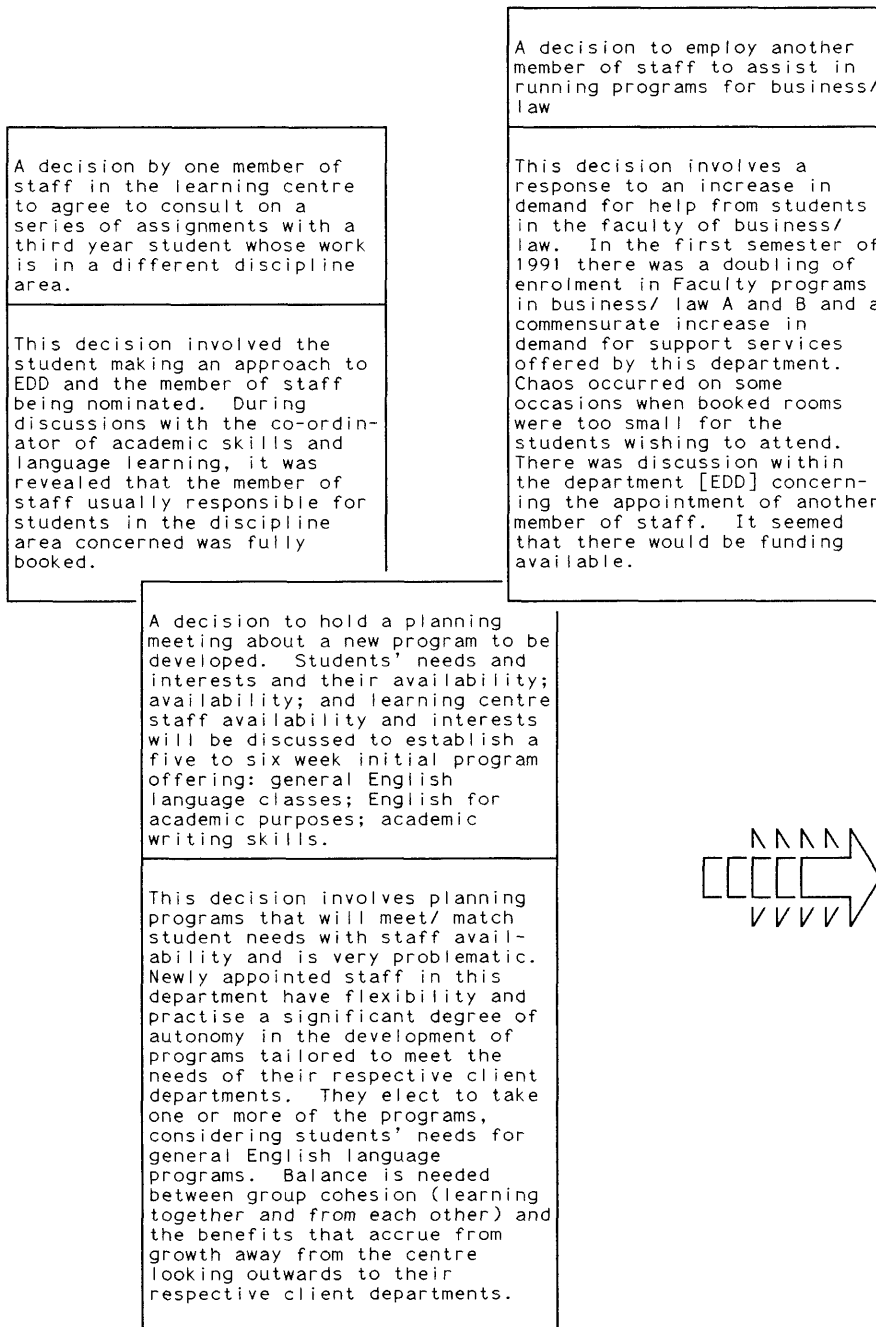 A decision by one member of
staff in the learning centre
to agree to consult on a
series of assignments with a
third year student whose work
is in a different discipline
area.
This decision involved the
student making an approach to
EDD and the member of staff
being nominated. During
discussions with the co-ordin-
ator of academic skills and
language learning, it was
revealed that the member of
staff usually responsible for
students in the discipline
area concerned was fully
booked.
A decision to employ another
member of staff to assist in
running programs for business/
law
This decision involves a
response to an increase in
demand for help from students
in the faculty of business/
law. In the first semester of
1991 there was a doubling of
enrolment in Faculty programs
in business/ law A and B and a
commensurate increase in
demand for support services
offered by this department.
Chaos occurred on some
occasions when booked rooms
were too small for the
students wishing to attend.
There was discussion within
the department [EDD] concern-
ing the appointment of another
member of staff. It seemed
that there would be funding
available.
A decision to hold a planning
meeting about a new program to be
developed. Students' needs and
interests and their availability;
availability; and learning centre
staff availability and interests
will be discussed to establish a
five to six week initial program
offering: general English
language classes; English for
academic purposes; academic
writing skills.
This decision involves planning
programs that will meet/ match
student needs with staff avail-
ability and is very problematic.
Newly appointed staff in this
department have flexibility and
practise a significant degree of
autonomy in the development of
programs tailored to meet the
needs of their respective client
departments. They elect to take
one or more of the programs,
considering students' needs for
general English language
programs. Balance is needed
between group cohesion (learning
together and from each other) and
the benefits that accrue from
growth away from the centre
looking outwards to their
respective client departments.